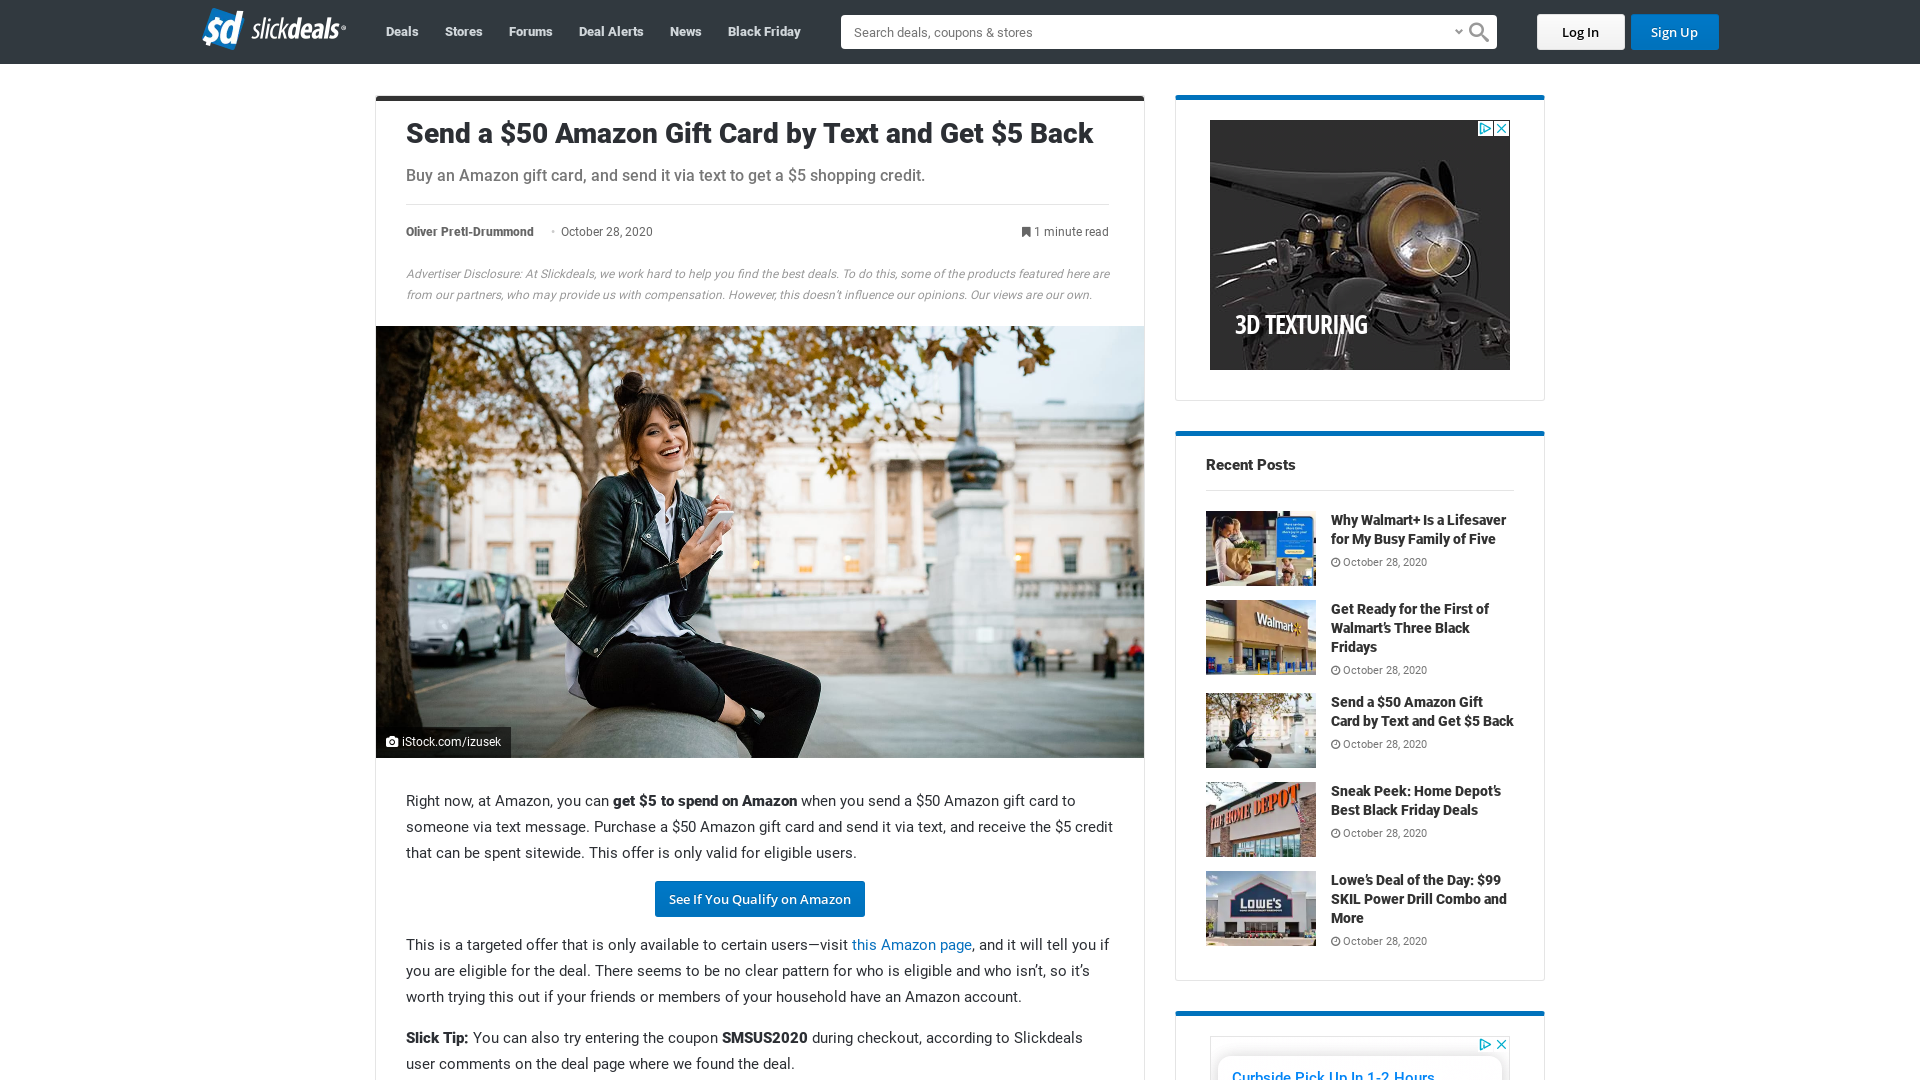 slickdeals
Deals
Stores
Forums
Deal Alerts
News
Black Friday
Search deals, coupons & stores
Log In
Sign Up
Send a $50 Amazon Gift Card by Text and Get $5 Back
Buy an Amazon gift card, and send it via text to get a $5 shopping credit.
Oliver Pretl-Drummond • October 28, 2020
1 minute read
Advertiser Disclosure: At Slickdeals, we work hard to help you find the best deals. To do this, some of the products featured here are
from our partners, who may provide us with compensation. However, this doesn't influence our opinions. Our views are our own.
iStock.com/izusek
Right now, at Amazon, you can get $5 to spend on Amazon when you send a $50 Amazon gift card to
someone via text message. Purchase a $50 Amazon gift card and send it via text, and receive the $5 credit
that can be spent sitewide. This offer is only valid for eligible users.
See If You Qualify on Amazon
This is a targeted offer that is only available to certain users—visit this Amazon page, and it will tell you if
you are eligible for the deal. There seems to be no clear pattern for who is eligible and who isn't, so it's
worth trying this out if your friends or members of your household have an Amazon account.
Slick Tip: You can also try entering the coupon SMSUS2020 during checkout, according to Slickdeals
user comments on the deal page where we found the deal.
3D TEXTURING
Recent Posts
Why Walmart+ Is a Lifesaver
for My Busy Family of Five
October 28, 2020
Walmart
Get Ready for the First of
Walmart's Three Black
Fridays
October 28, 2020
Send a $50 Amazon Gift
Card by Text and Get $5 Back
October 28, 2020
THE HOME DEPOT
Sneak Peek: Home Depot's
Best Black Friday Deals
October 28, 2020
LOWE'S
Lowe's Deal of the Day: $99
SKIL Power Drill Combo and
More
October 28, 2020
Curbside Pick Up In 1-2 Hours